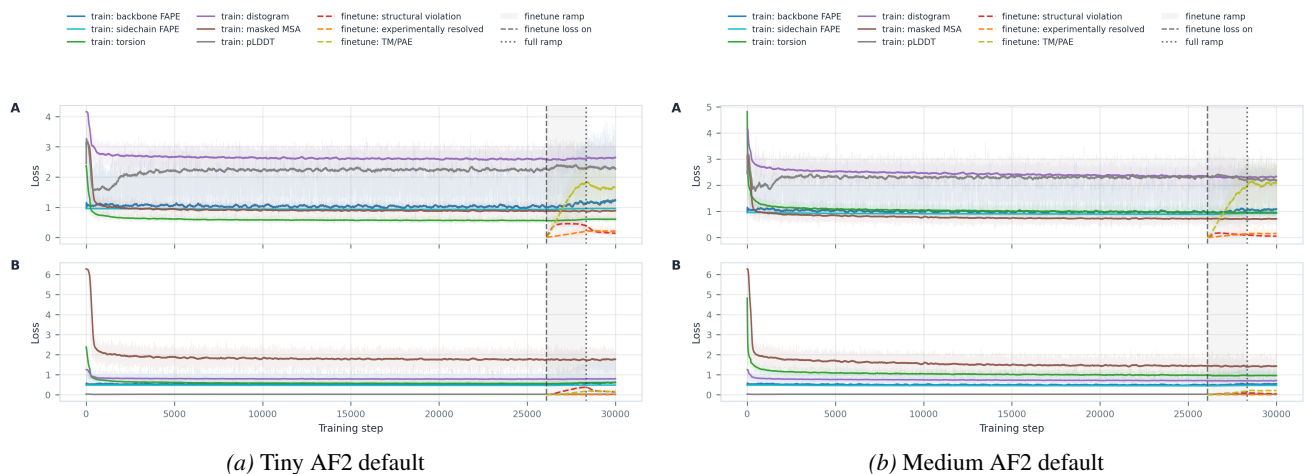 train: backbone FAPE train: distogram finetune: structural violation finetune ramp
train: sidechain FAPE train: masked MSA finetune: experimentally resolved finetune loss on
train: torsion train: pLDDT finetune: TM/PAE full ramp
A
4
3
2
1
0
Loss
B
6
5
4
3
2
1
0
Loss
0 5000 10000 15000 20000 25000 30000
Training step
(a) Tiny AF2 default
train: backbone FAPE train: distogram finetune: structural violation finetune ramp
train: sidechain FAPE train: masked MSA finetune: experimentally resolved finetune loss on
train: torsion train: pLDDT finetune: TM/PAE full ramp
A
5
4
3
2
1
0
Loss
B
6
5
4
3
2
1
0
Loss
0 5000 10000 15000 20000 25000 30000
Training step
(b) Medium AF2 default